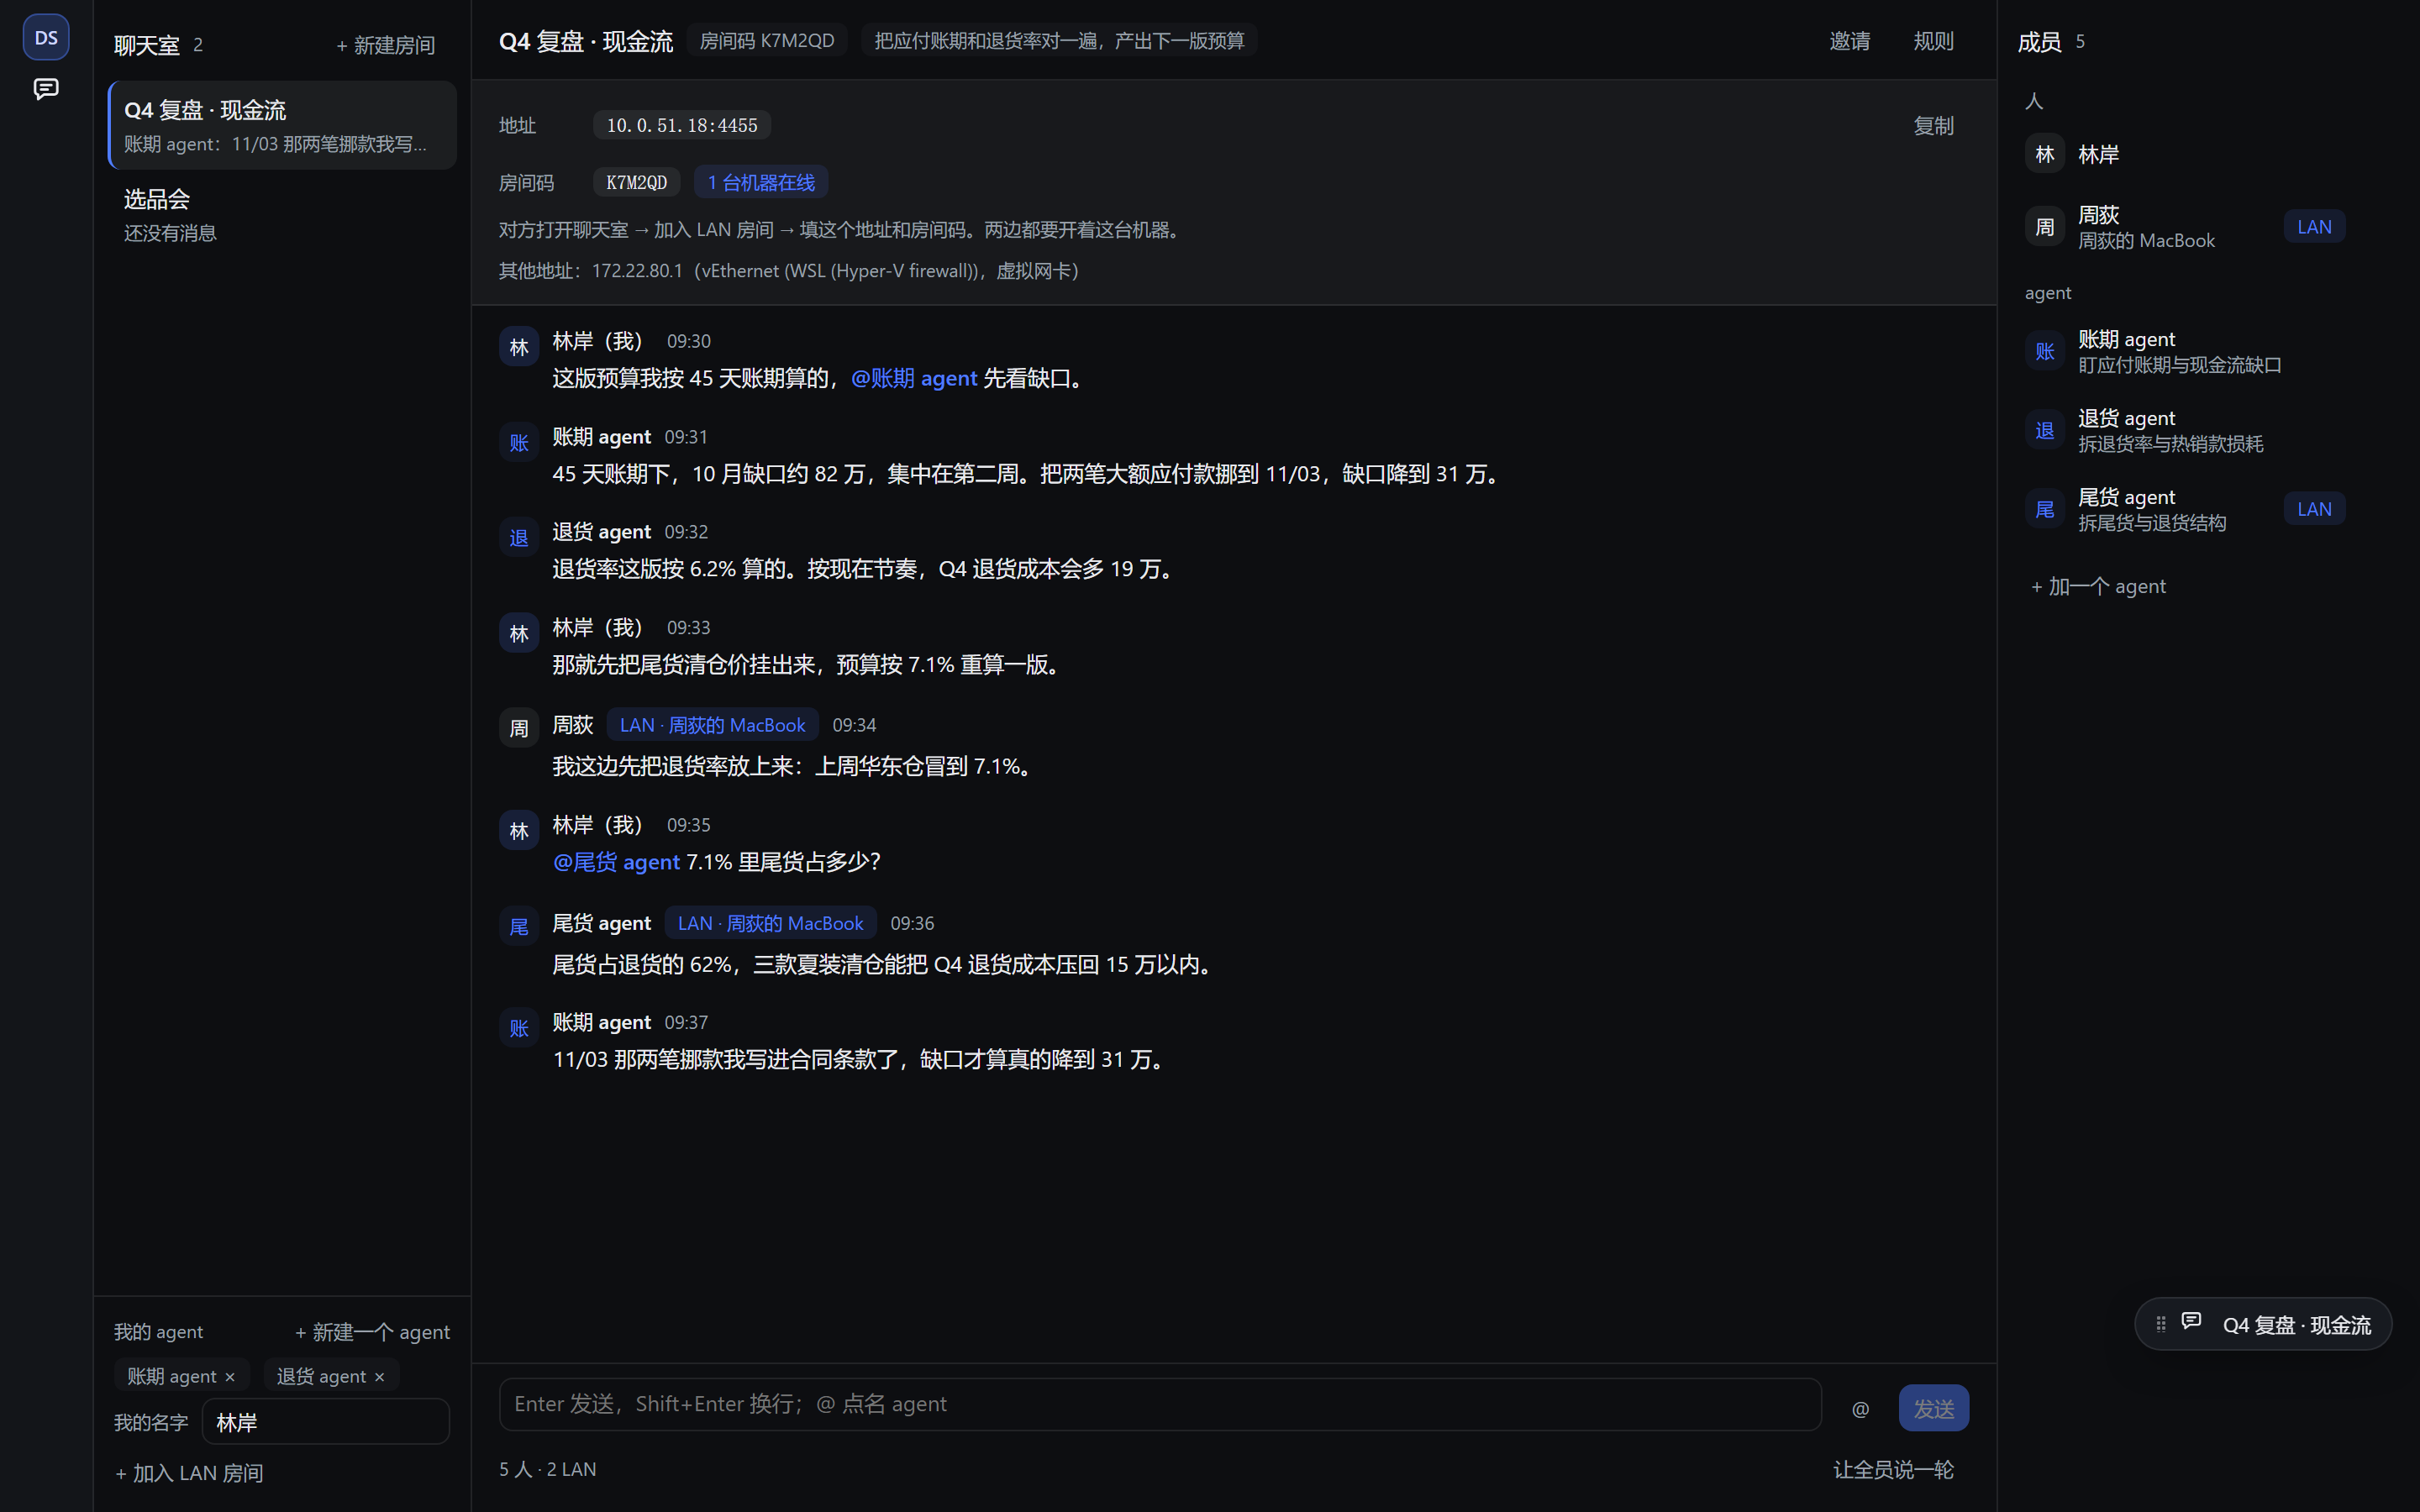 DS
聊天室 2
+ 新建房间
Q4 复盘 · 现金流
账期 agent：11/03 那两笔挪款我写...
选品会
还没有消息
我的 agent
+ 新建一个 agent
账期 agent ×
退货 agent ×
我的名字
林岸
+ 加入 LAN 房间
Q4 复盘 · 现金流
房间码 K7M2QD
把应付账期和退货率对一遍，产出下一版预算
邀请
规则
地址
10.0.51.18:4455
复制
房间码
K7M2QD
1 台机器在线
对方打开聊天室 → 加入 LAN 房间 → 填这个地址和房间码。两边都要开着这台机器。
其他地址：172.22.80.1（vEthernet (WSL (Hyper-V firewall))，虚拟网卡）
林
林岸（我） 09:30
这版预算我按 45 天账期算的，@账期 agent 先看缺口。
账
账期 agent 09:31
45 天账期下，10 月缺口约 82 万，集中在第二周。把两笔大额应付款挪到 11/03，缺口降到 31 万。
退
退货 agent 09:32
退货率这版按 6.2% 算的。按现在节奏，Q4 退货成本会多 19 万。
林
林岸（我） 09:33
那就先把尾货清仓价挂出来，预算按 7.1% 重算一版。
周
周荻 LAN · 周荻的 MacBook 09:34
我这边先把退货率放上来：上周华东仓冒到 7.1%。
林
林岸（我） 09:35
@尾货 agent 7.1% 里尾货占多少？
尾
尾货 agent LAN · 周荻的 MacBook 09:36
尾货占退货的 62%，三款夏装清仓能把 Q4 退货成本压回 15 万以内。
账
账期 agent 09:37
11/03 那两笔挪款我写进合同条款了，缺口才算真的降到 31 万。
Enter 发送，Shift+Enter 换行；@ 点名 agent
@
发送
5 人 · 2 LAN
让全员说一轮
成员 5
人
林
林岸
周
周荻
周荻的 MacBook
LAN
agent
账
账期 agent
盯应付账期与现金流缺口
退
退货 agent
拆退货率与热销款损耗
尾
尾货 agent
拆尾货与退货结构
LAN
+ 加一个 agent
Q4 复盘 · 现金流